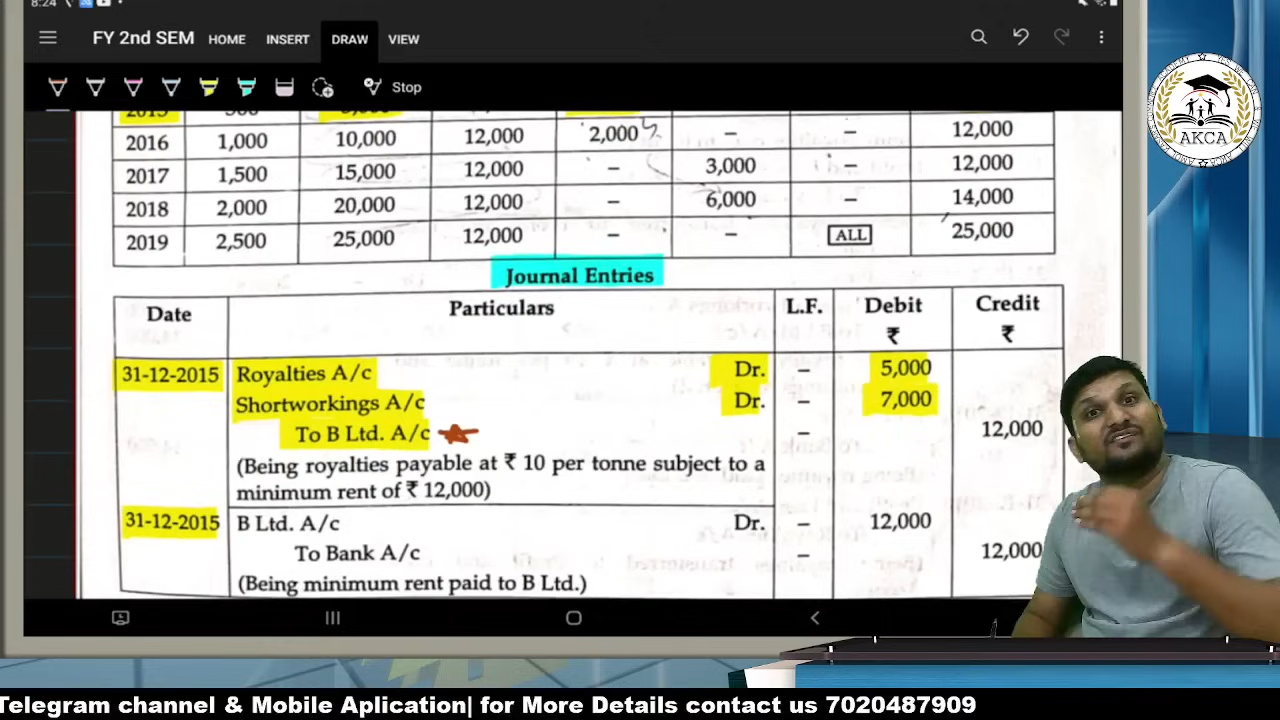 8:24
FY 2nd SEM HOME INSERT DRAW VIEW
Stop
2015 500 5,000
2016 1,000 10,000 12,000 2,000 – – 12,000
2017 1,500 15,000 12,000 – 3,000 – 12,000
2018 2,000 20,000 12,000 – 6,000 – 14,000
2019 2,500 25,000 12,000 – – ALL 25,000
Journal Entries
Date Particulars L.F. Debit ₹ Credit ₹
31-12-2015 Royalties A/c Dr. – 5,000
Shortworkings A/c Dr. – 7,000
To B Ltd. A/c – 12,000
(Being royalties payable at ₹ 10 per tonne subject to a
minimum rent of ₹ 12,000)
31-12-2015 B Ltd. A/c Dr. – 12,000
To Bank A/c – 12,000
(Being minimum rent paid to B Ltd.)
AKCA
Telegram channel & Mobile Aplication| for More Details contact us 7020487909